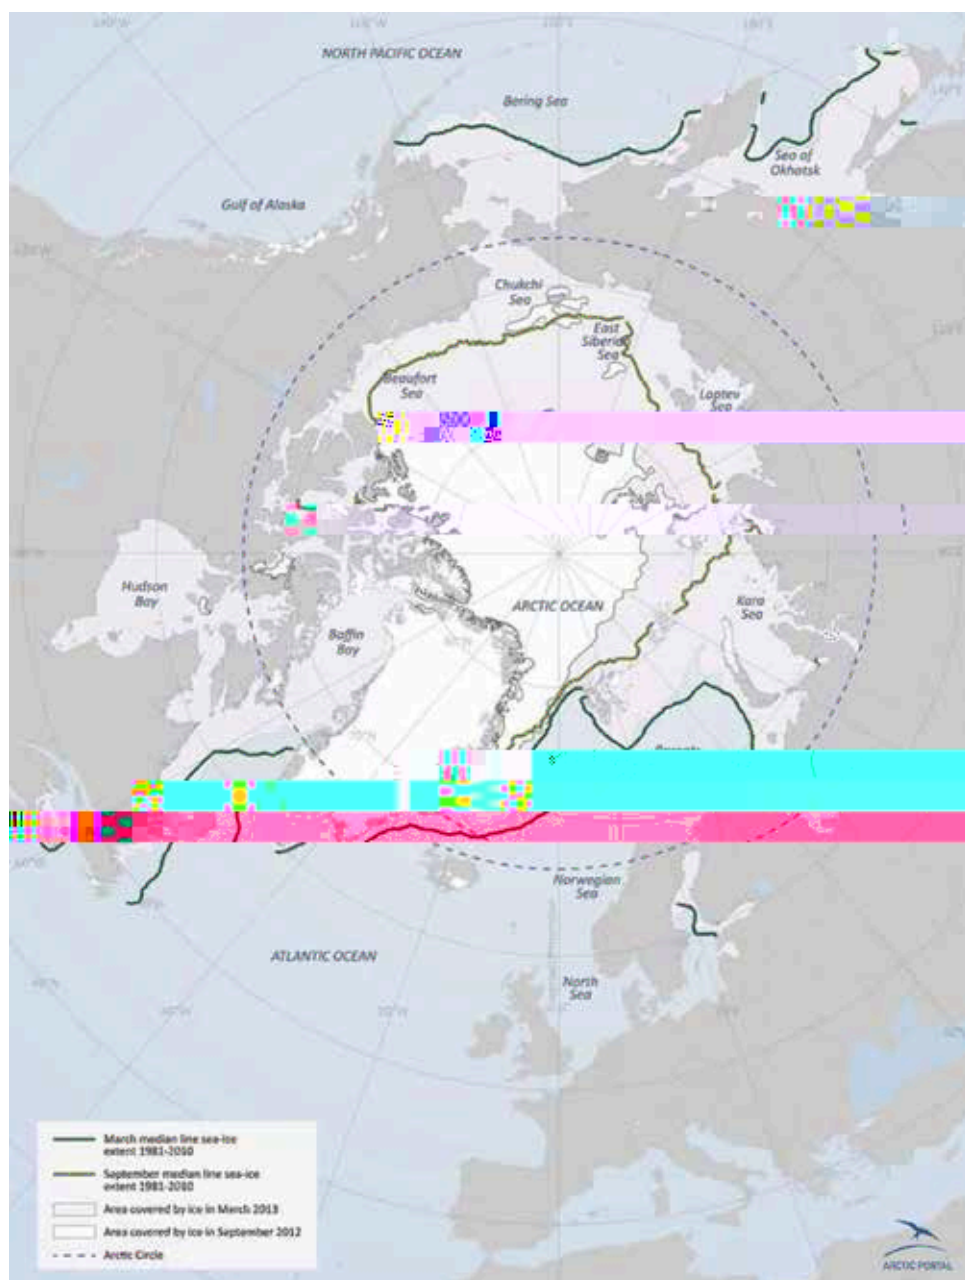 NORTH PACIFIC OCEAN
Bering Sea
Sea of
Okhatsk
Gulf of Alaska
Chukchi
Sea
East
Siberian
Sea
Beaufort
Sea
Laptev
Sea
Hudson
Bay
Baffin
Bay
ARCTIC OCEAN
Kara
Sea
Norwegian
Sea
ATLANTIC OCEAN
North
Sea
March median line sea-ice
extent 1981-2010
September median line sea-ice
extent 1981-2010
Area covered by ice in March 2013
Area covered by ice in September 2012
Arctic Circle
ARCTIC PORTAL